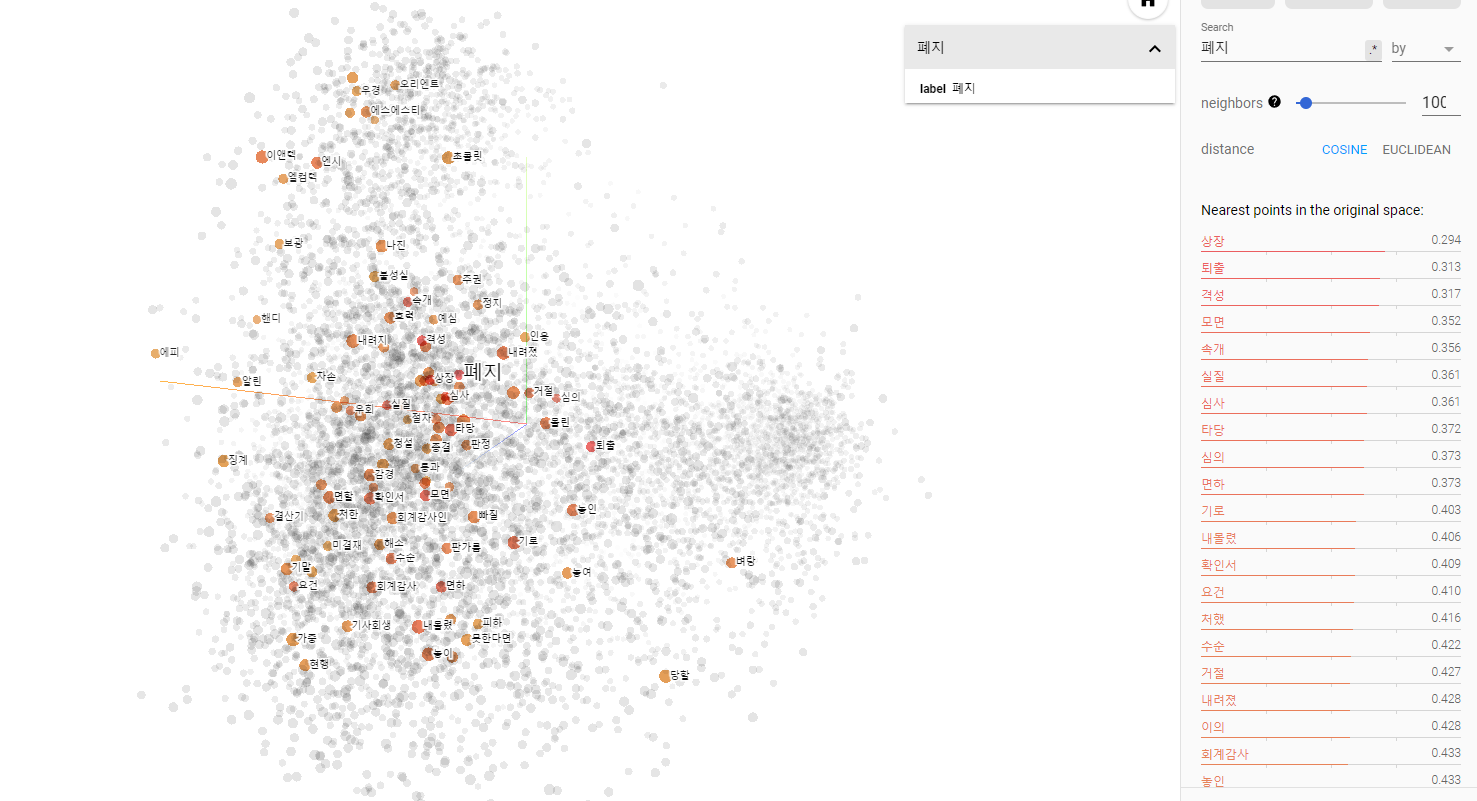 폐지
label 폐지
Search
폐지
.*
by
neighbors
?
100
distance
COSINE
EUCLIDEAN
Nearest points in the original space:
상장 0.294
퇴출 0.313
격성 0.317
모면 0.352
속개 0.356
실질 0.361
심사 0.361
타당 0.372
심의 0.373
면하 0.373
기로 0.403
내몰렸 0.406
확인서 0.409
요건 0.410
처했 0.416
수순 0.422
거절 0.427
내려졌 0.428
이의 0.428
회계감사 0.433
놓인 0.433
오리엔트
우경
에스에스티
이앤텍
엔시
엘컴텍
초콜릿
보광
나진
불성실
주권
속개
정지
핸디
효력
예심
인용
내려지
격성
내려졌
에피
폐지
알린
차손
상장
거절
심의
심사
우회
실질
절차
타당
몰린
정설
종결
판정
퇴출
징계
통과
감경
면할
확인서
모면
결산기
처한
회계감사인
빠질
놓인
미결재
해소
수순
판가름
기로
기말
요건
회계감사
면하
놓여
벼랑
기사회생
내몰렸
피하
가중
못한다면
놓이
현행
당할